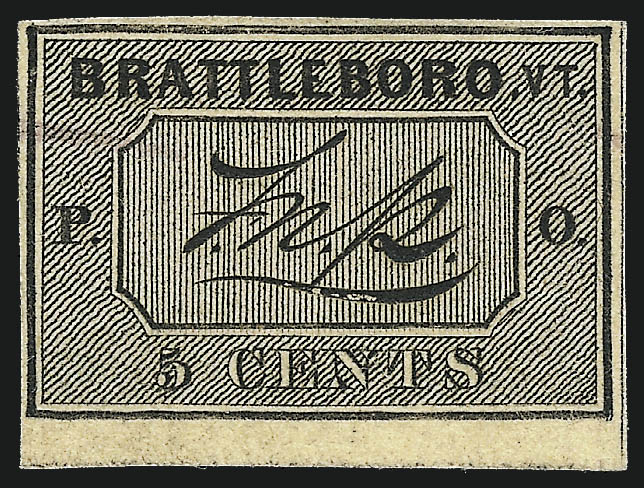 BRATTLEBORO, VT.
F.N.P.
P. O.
5 CENTS